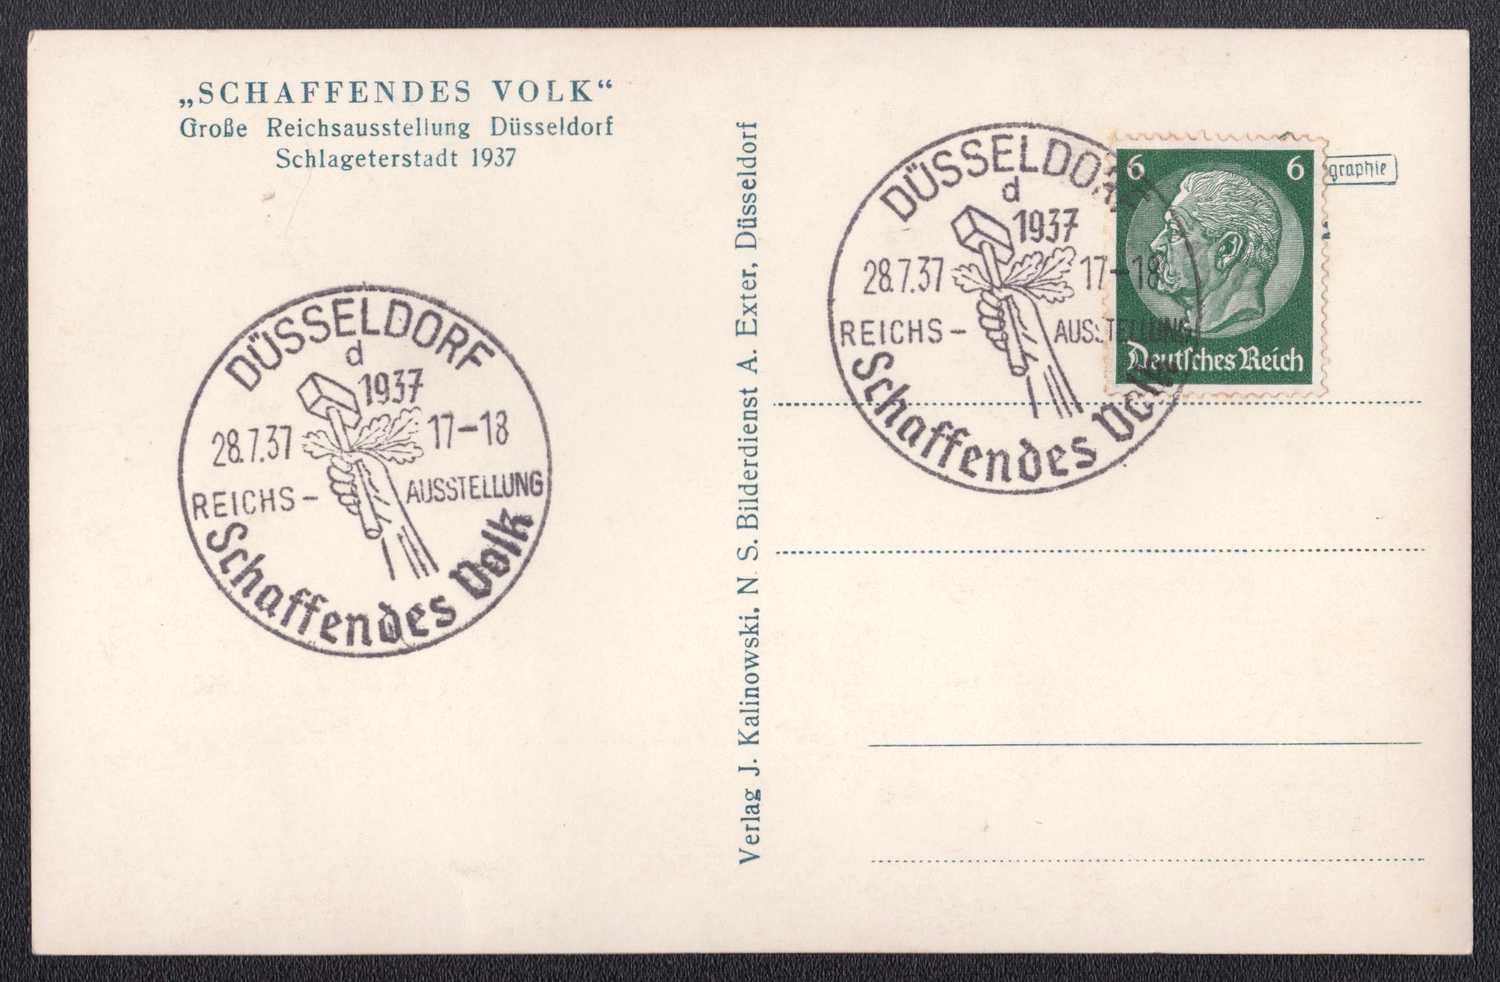 „SCHAFFENDES VOLK“
Große Reichsausstellung Düsseldorf
Schlageterstadt 1937
DÜSSELDORF
d
1937
28.7.37 17-18
REICHS- AUSSTELLUNG
Schaffendes Volk
Verlag J. Kalinowski, N. S. Bilderdienst A. Exter, Düsseldorf
DÜSSELDORF
d
1937
28.7.37 17-18
REICHS- AUSSTELLUNG
Schaffendes Volk
6 6
Deutsches Reich
graphie